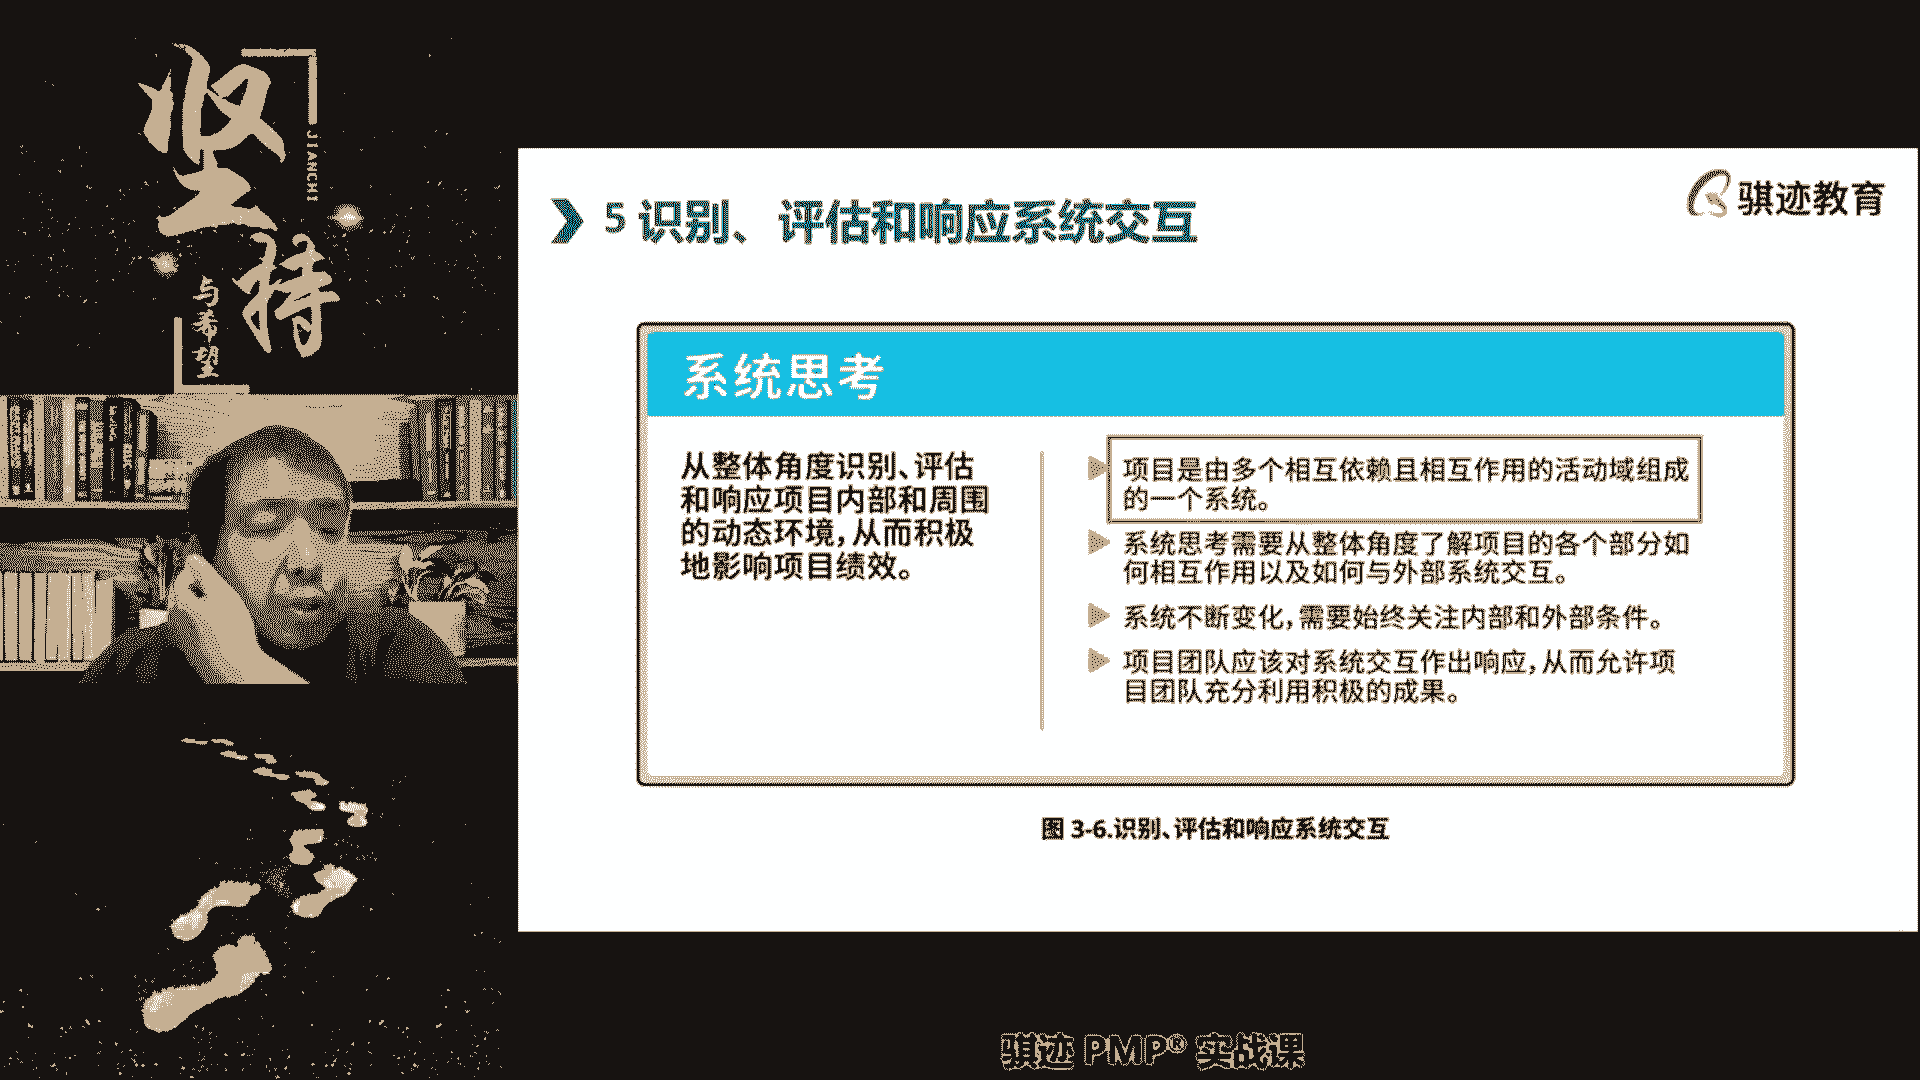 坚
JIANCHI
持
与希望
骐迹教育
5 识别、评估和响应系统交互
系统思考
从整体角度识别、评估
和响应项目内部和周围
的动态环境,从而积极
地影响项目绩效。
项目是由多个相互依赖且相互作用的活动域组成
的一个系统。
系统思考需要从整体角度了解项目的各个部分如
何相互作用以及如何与外部系统交互。
系统不断变化,需要始终关注内部和外部条件。
项目团队应该对系统交互作出响应,从而允许项
目团队充分利用积极的成果。
图 3-6.识别、评估和响应系统交互
骐迹 PMP® 实战课